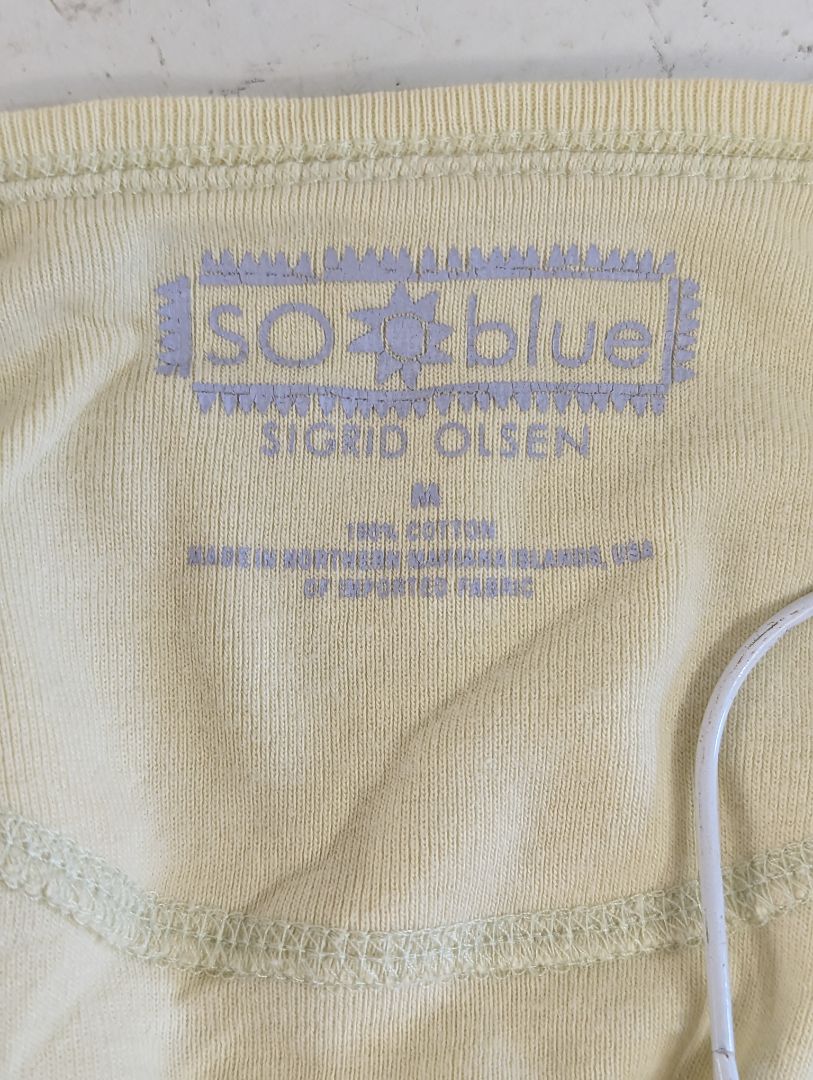 SO blue
SIGRID OLSEN
M
100% COTTON
MADE IN NORTHERN MARIANA ISLANDS, USA
OF IMPORTED FABRIC